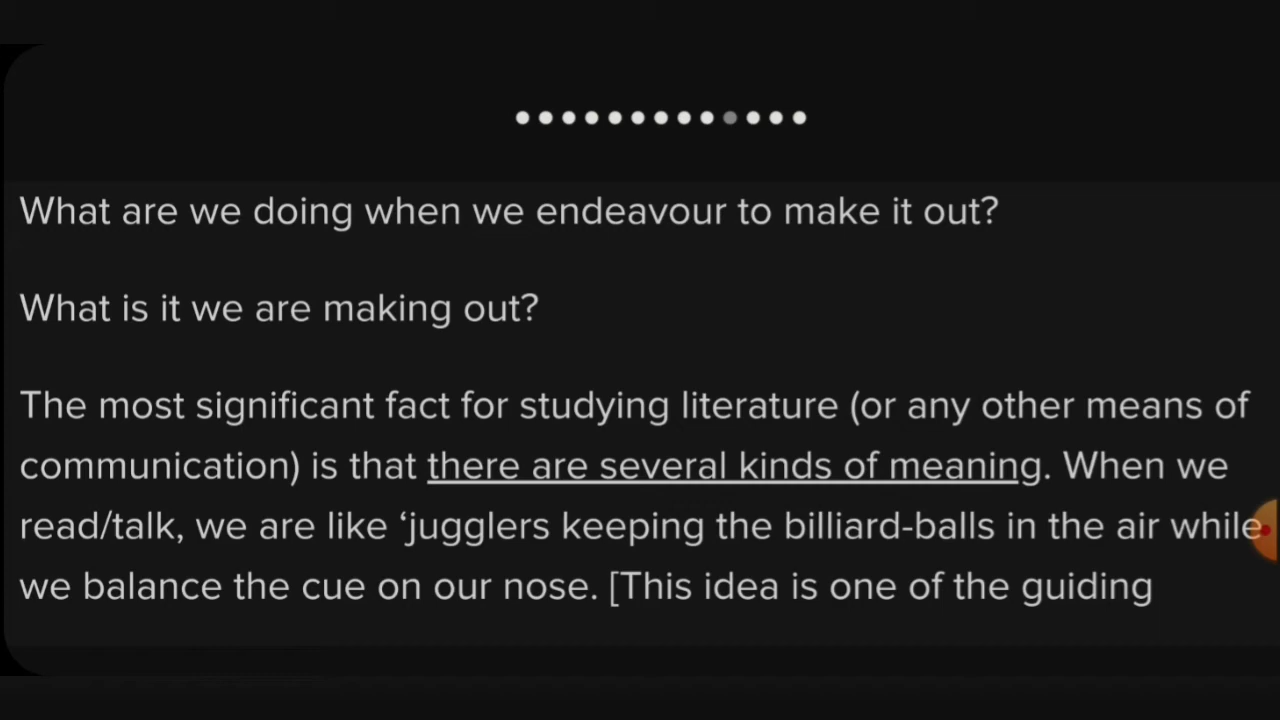 What are we doing when we endeavour to make it out?
What is it we are making out?
The most significant fact for studying literature (or any other means of
communication) is that there are several kinds of meaning. When we
read/talk, we are like ‘jugglers keeping the billiard-balls in the air while
we balance the cue on our nose. [This idea is one of the guiding